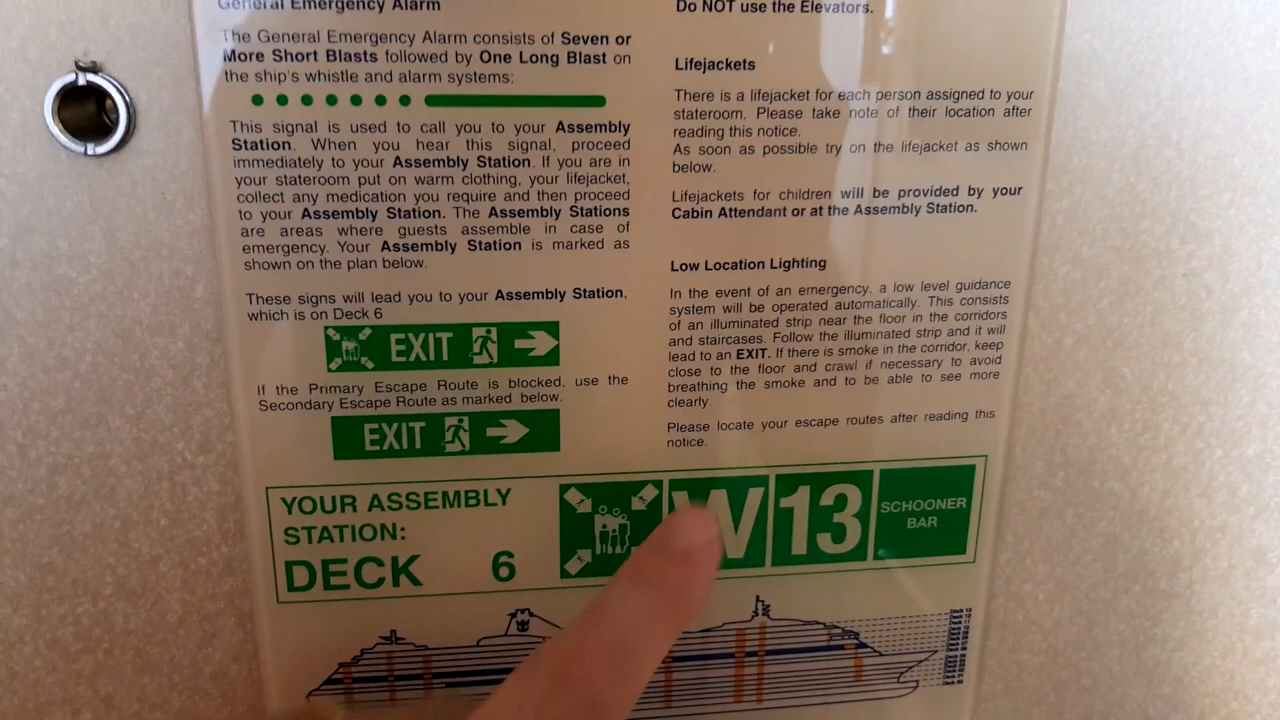 General Emergency Alarm
The General Emergency Alarm consists of Seven or
More Short Blasts followed by One Long Blast on
the ship's whistle and alarm systems:
This signal is used to call you to your Assembly
Station. When you hear this signal, proceed
immediately to your Assembly Station. If you are in
your stateroom put on warm clothing, your lifejacket,
collect any medication you require and then proceed
to your Assembly Station. The Assembly Stations
are areas where guests assemble in case of
emergency. Your Assembly Station is marked as
shown on the plan below.
These signs will lead you to your Assembly Station,
which is on Deck 6
EXIT
If the Primary Escape Route is blocked, use the
Secondary Escape Route as marked below.
EXIT
Do NOT use the Elevators.
Lifejackets
There is a lifejacket for each person assigned to your
stateroom. Please take note of their location after
reading this notice.
As soon as possible try on the lifejacket as shown
below.
Lifejackets for children will be provided by your
Cabin Attendant or at the Assembly Station.
Low Location Lighting
In the event of an emergency, a low level guidance
system will be operated automatically. This consists
of an illuminated strip near the floor in the corridors
and staircases. Follow the illuminated strip and it will
lead to an EXIT. If there is smoke in the corridor, keep
close to the floor and crawl if necessary to avoid
breathing the smoke and to be able to see more
clearly.
Please locate your escape routes after reading this
notice.
YOUR ASSEMBLY
STATION:
DECK 6
W 13
SCHOONER
BAR